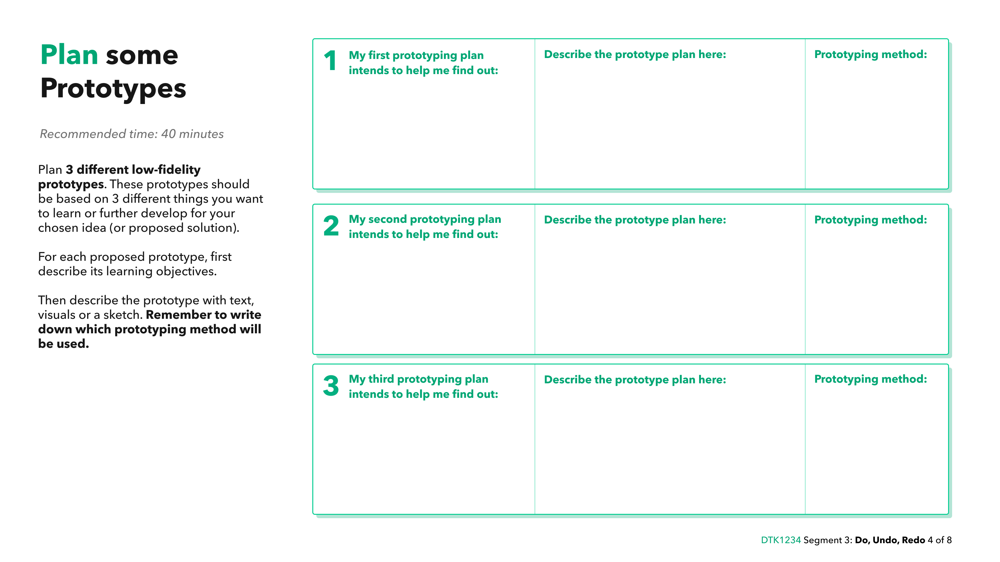 Plan some
Prototypes
Recommended time: 40 minutes
Plan 3 different low-fidelity
prototypes. These prototypes should
be based on 3 different things you want
to learn or further develop for your
chosen idea (or proposed solution).
For each proposed prototype, first
describe its learning objectives.
Then describe the prototype with text,
visuals or a sketch. Remember to write
down which prototyping method will
be used.
1
My first prototyping plan
intends to help me find out:
Describe the prototype plan here:
Prototyping method:
2
My second prototyping plan
intends to help me find out:
Describe the prototype plan here:
Prototyping method:
3
My third prototyping plan
intends to help me find out:
Describe the prototype plan here:
Prototyping method:
DTK1234 Segment 3: Do, Undo, Redo 4 of 8